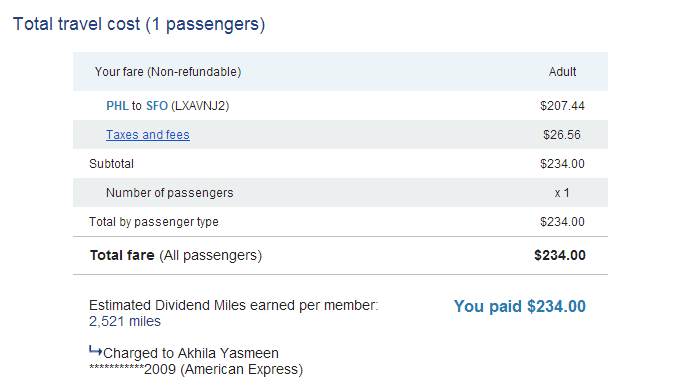 Total travel cost (1 passengers)
Your fare (Non-refundable) Adult
PHL to SFO (LXAVNJ2) $207.44
Taxes and fees $26.56
Subtotal $234.00
Number of passengers x 1
Total by passenger type $234.00
Total fare (All passengers) $234.00
Estimated Dividend Miles earned per member: You paid $234.00
2,521 miles
Charged to Akhila Yasmeen
***********2009 (American Express)